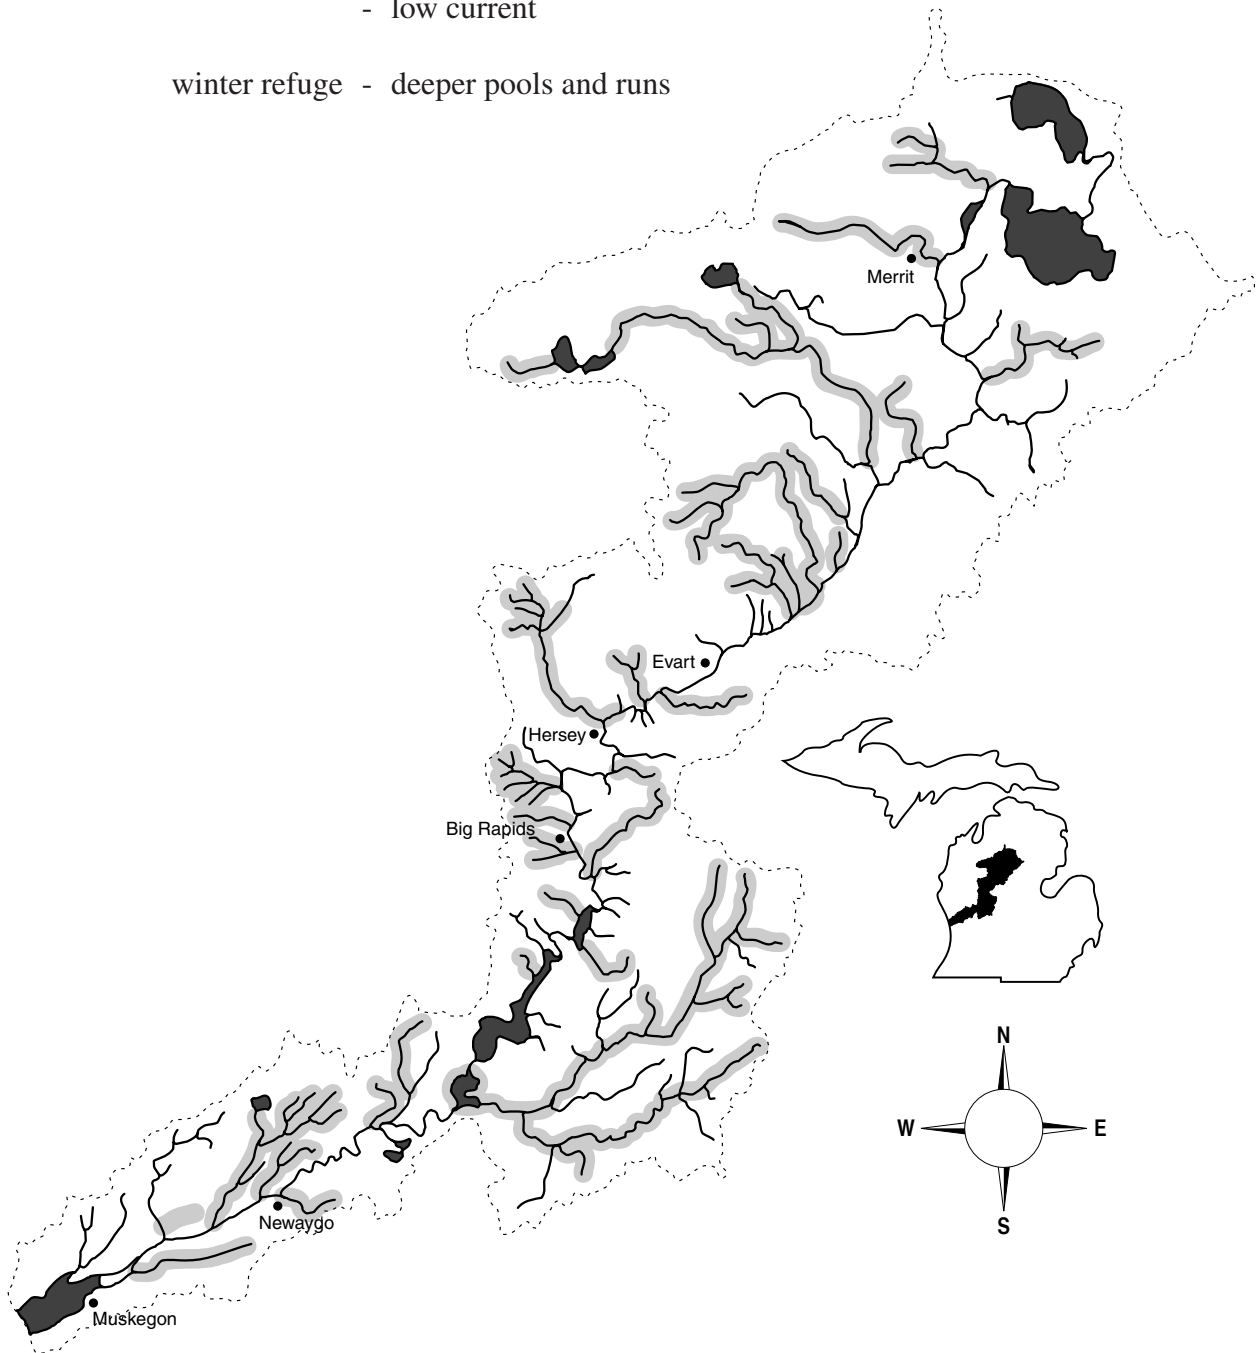 - low current
winter refuge - deeper pools and runs
Merrit
Evart
Hersey
Big Rapids
N
W E
S
Newaygo
Muskegon